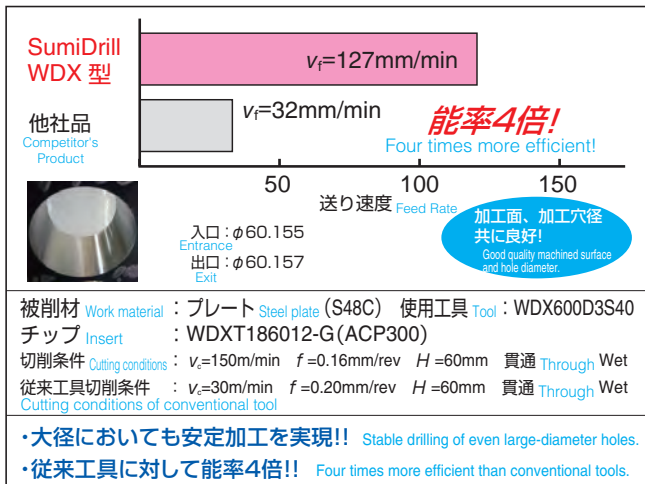 SumiDrill
WDX 型
vf=127mm/min
他社品
Competitor's
Product
vf=32mm/min
能率4倍!
Four times more efficient!
50 100 150
送り速度 Feed Rate
入口:φ60.155
Entrance
出口:φ60.157
Exit
加工面、加工穴径
共に良好!
Good quality machined surface
and hole diameter.
被削材 Work material :プレート Steel plate (S48C) 使用工具 Tool :WDX600D3S40
チップ Insert :WDXT186012-G(ACP300)
切削条件 Cutting conditions : vc=150m/min f=0.16mm/rev H=60mm 貫通 Through Wet
従来工具切削条件 : vc=30m/min f=0.20mm/rev H=60mm 貫通 Through Wet
Cutting conditions of conventional tool
・大径においても安定加工を実現!! Stable drilling of even large-diameter holes.
・従来工具に対して能率4倍!! Four times more efficient than conventional tools.